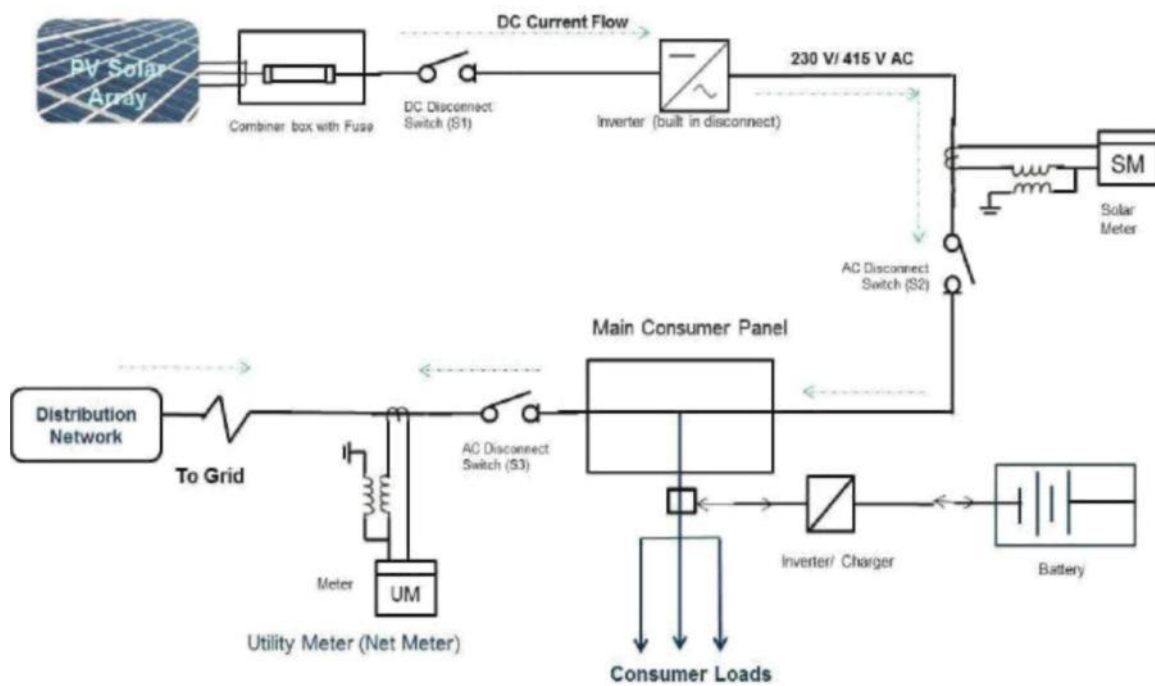 DC Current Flow
PV Solar
Array
230 V/ 415 V AC
DC Disconnect
Switch (S1)
Combiner box with Fuse
Inverter (built in disconnect)
SM
Solar
Meter
AC Disconnect
Switch (S2)
Main Consumer Panel
Distribution
Network
To Grid
AC Disconnect
Switch (S3)
Inverter/ Charger
Battery
Meter
UM
Utility Meter (Net Meter)
Consumer Loads